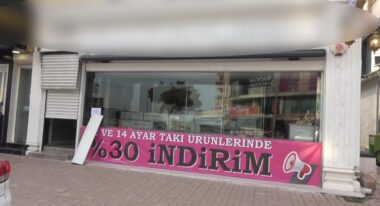 VE 14 AYAR TAKI ÜRÜNLERİNDE
%30 İNDİRİM